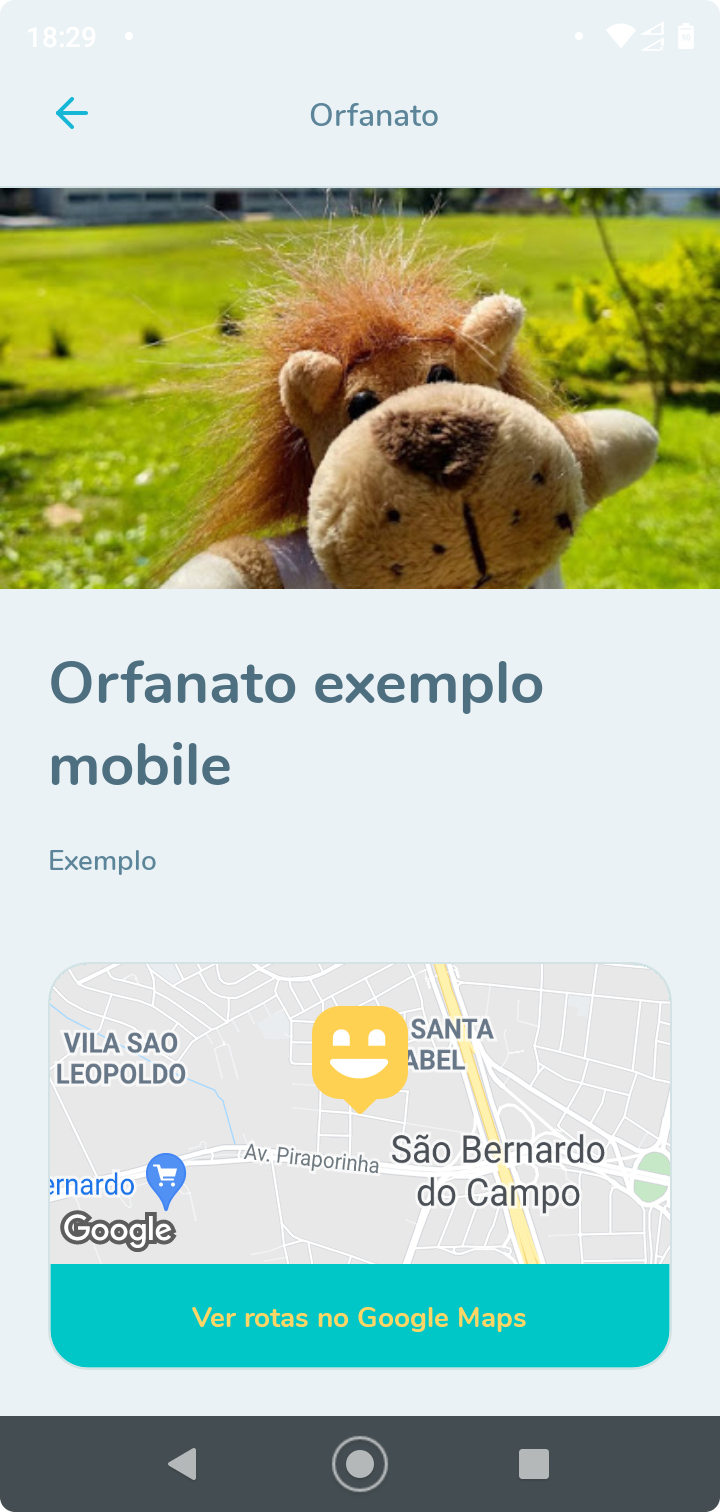 18:29
Orfanato
Orfanato exemplo
mobile
Exemplo
VILA SAO
LEOPOLDO
SANTA
ABEL
Av. Piraporinha
São Bernardo
do Campo
ernardo
Google
Ver rotas no Google Maps